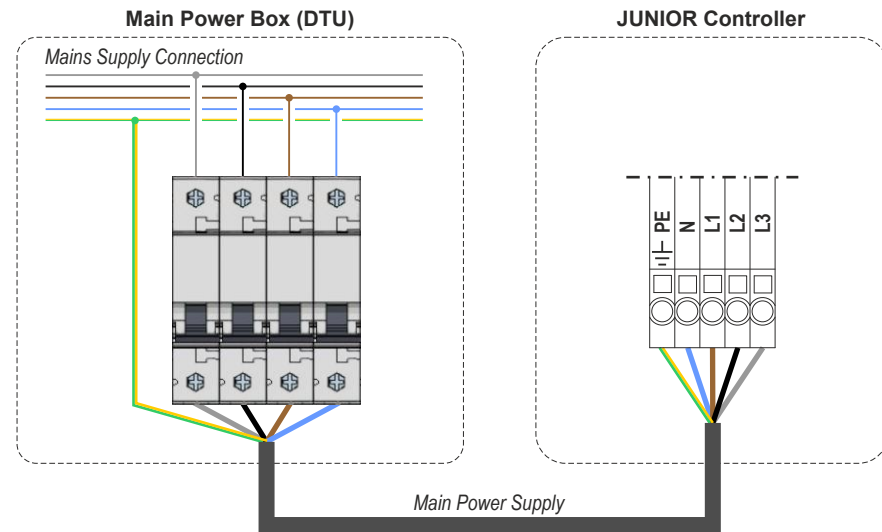 Main Power Box (DTU)
JUNIOR Controller
Mains Supply Connection
PE
N
L1
L2
L3
Main Power Supply